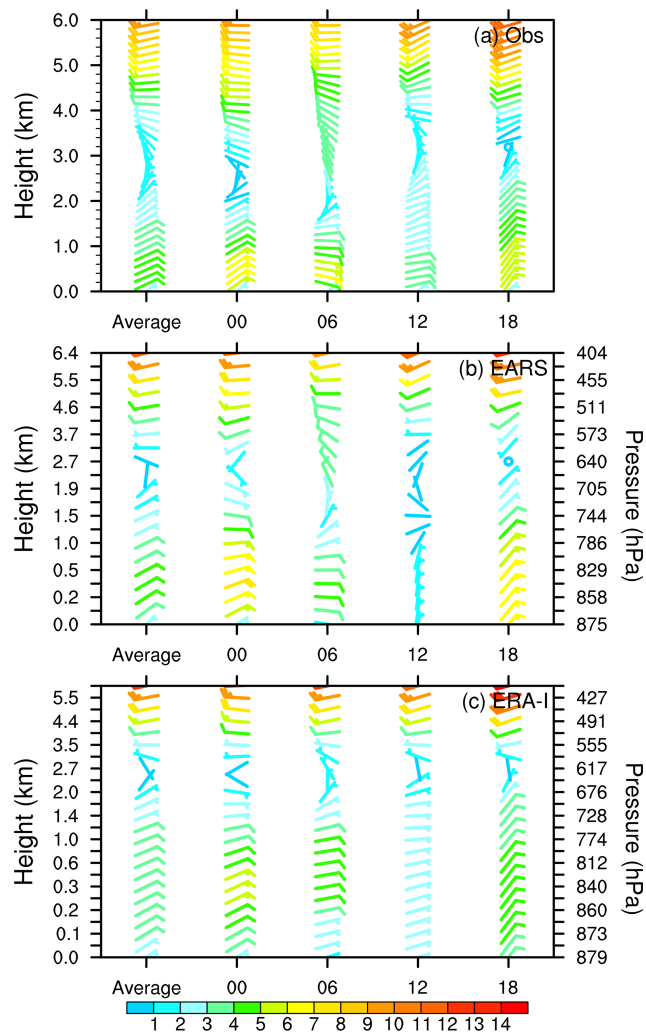 6.0
(a) Obs
5.0
4.0
Height (km)
3.0
2.0
1.0
0.0
Average 00 06 12 18
6.4 (b) EARS 404
5.5 455
4.6 511
3.7 573
Height (km) 2.7 640 Pressure (hPa)
1.9 705
1.5 744
1.0 786
0.5 829
0.2 858
0.0 875
Average 00 06 12 18
5.5 (c) ERA-I 427
4.4 491
3.5 555
2.7 617
Height (km) 2.0 676 Pressure (hPa)
1.4 728
1.0 774
0.6 812
0.3 840
0.2 860
0.1 873
0.0 879
Average 00 06 12 18
1 2 3 4 5 6 7 8 9 10 11 12 13 14